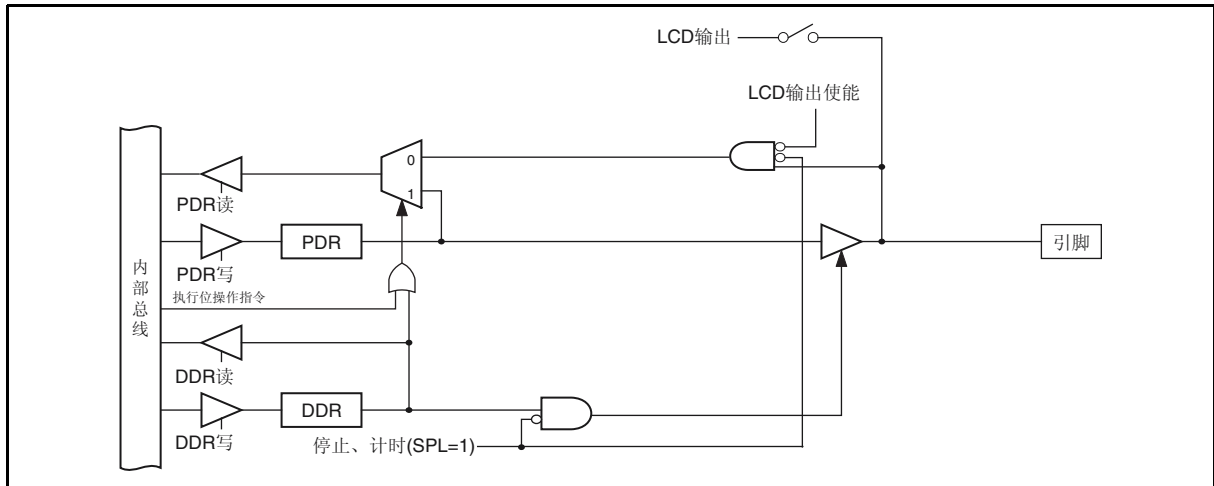 LCD输出
LCD输出使能
0
1
PDR读
PDR
PDR写
引脚
内部总线
执行位操作指令
DDR读
DDR
DDR写
停止、计时(SPL=1)